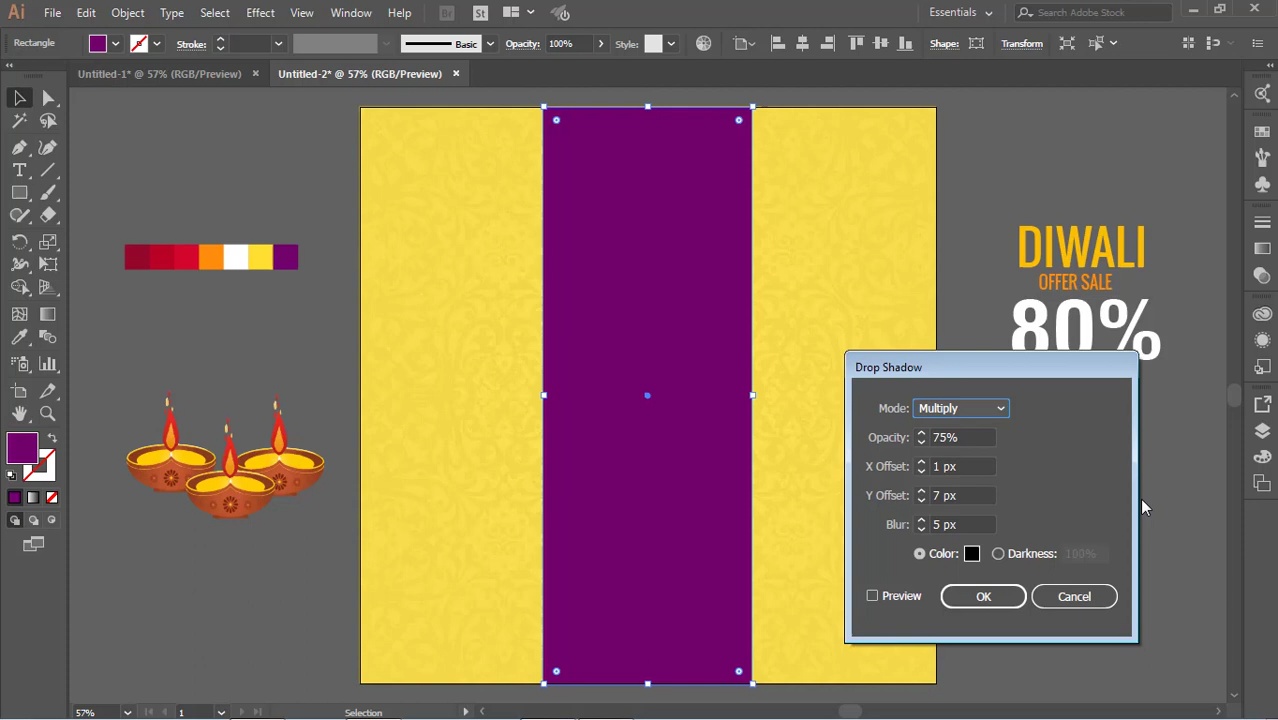 Ai File Edit Object Type Select Effect View Window Help Br St Essentials Search Adobe Stock
Rectangle Stroke: Basic Opacity: 100% Style: Shape: Transform
Untitled-1* @ 57% (RGB/Preview) × Untitled-2* @ 57% (RGB/Preview) ×
DIWALI
OFFER SALE
80%
Drop Shadow
Mode: Multiply
Opacity: 75%
X Offset: 1 px
Y Offset: 7 px
Blur: 5 px
Color: Darkness: 100%
Preview OK Cancel
57% 1 Selection